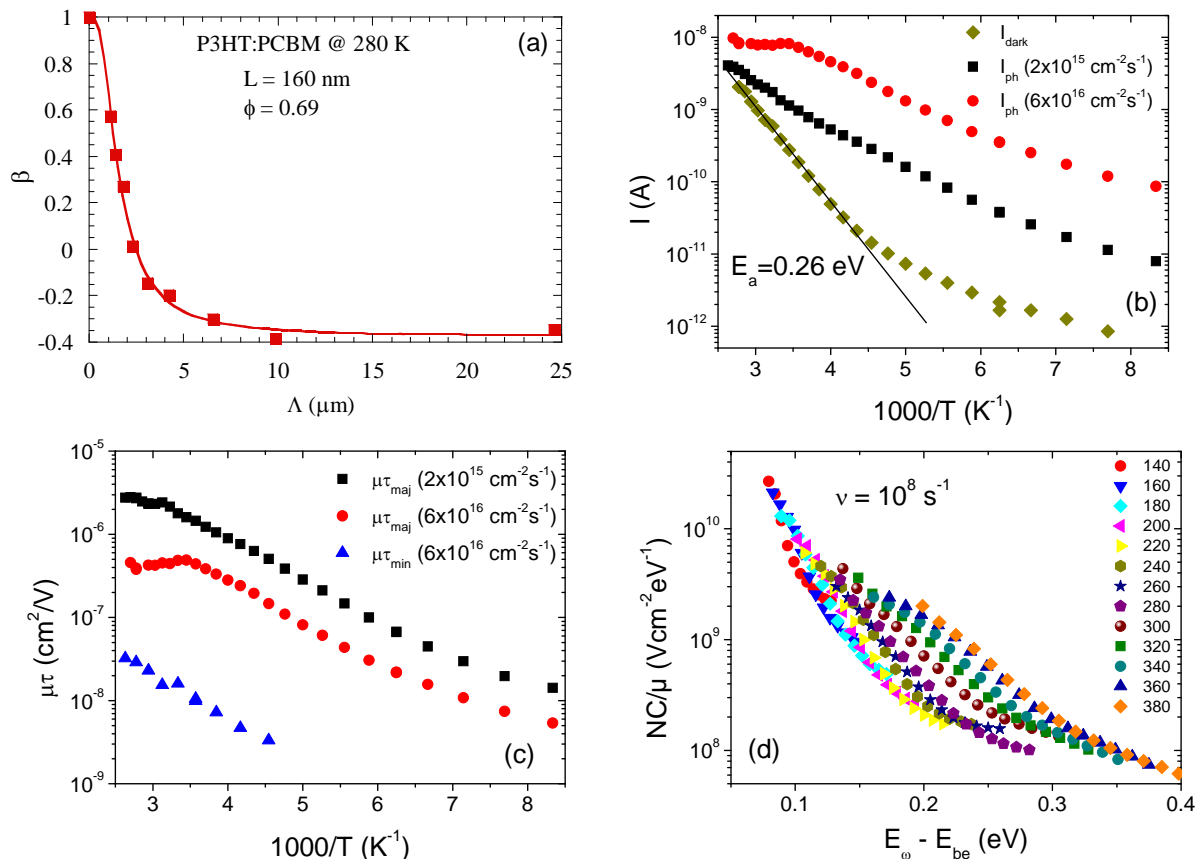 P3HT:PCBM @ 280 K
(a)
L = 160 nm
ϕ = 0.69
1
0.8
0.6
0.4
0.2
0
-0.2
-0.4
β
0 5 10 15 20 25
Λ (μm)
I_dark
I_ph (2x10^15 cm^-2s^-1)
I_ph (6x10^16 cm^-2s^-1)
10^-8
10^-9
10^-10
10^-11
10^-12
I (A)
E_a=0.26 eV
(b)
3 4 5 6 7 8
1000/T (K^-1)
μτ_maj (2x10^15 cm^-2s^-1)
μτ_maj (6x10^16 cm^-2s^-1)
μτ_min (6x10^16 cm^-2s^-1)
10^-5
10^-6
10^-7
10^-8
10^-9
μτ (cm^2/V)
(c)
3 4 5 6 7 8
1000/T (K^-1)
ν = 10^8 s^-1
140
160
180
200
220
240
260
280
300
320
340
360
380
10^10
10^9
10^8
NC/μ (Vcm^-2eV^-1)
(d)
0.1 0.2 0.3 0.4
E_ω - E_be (eV)